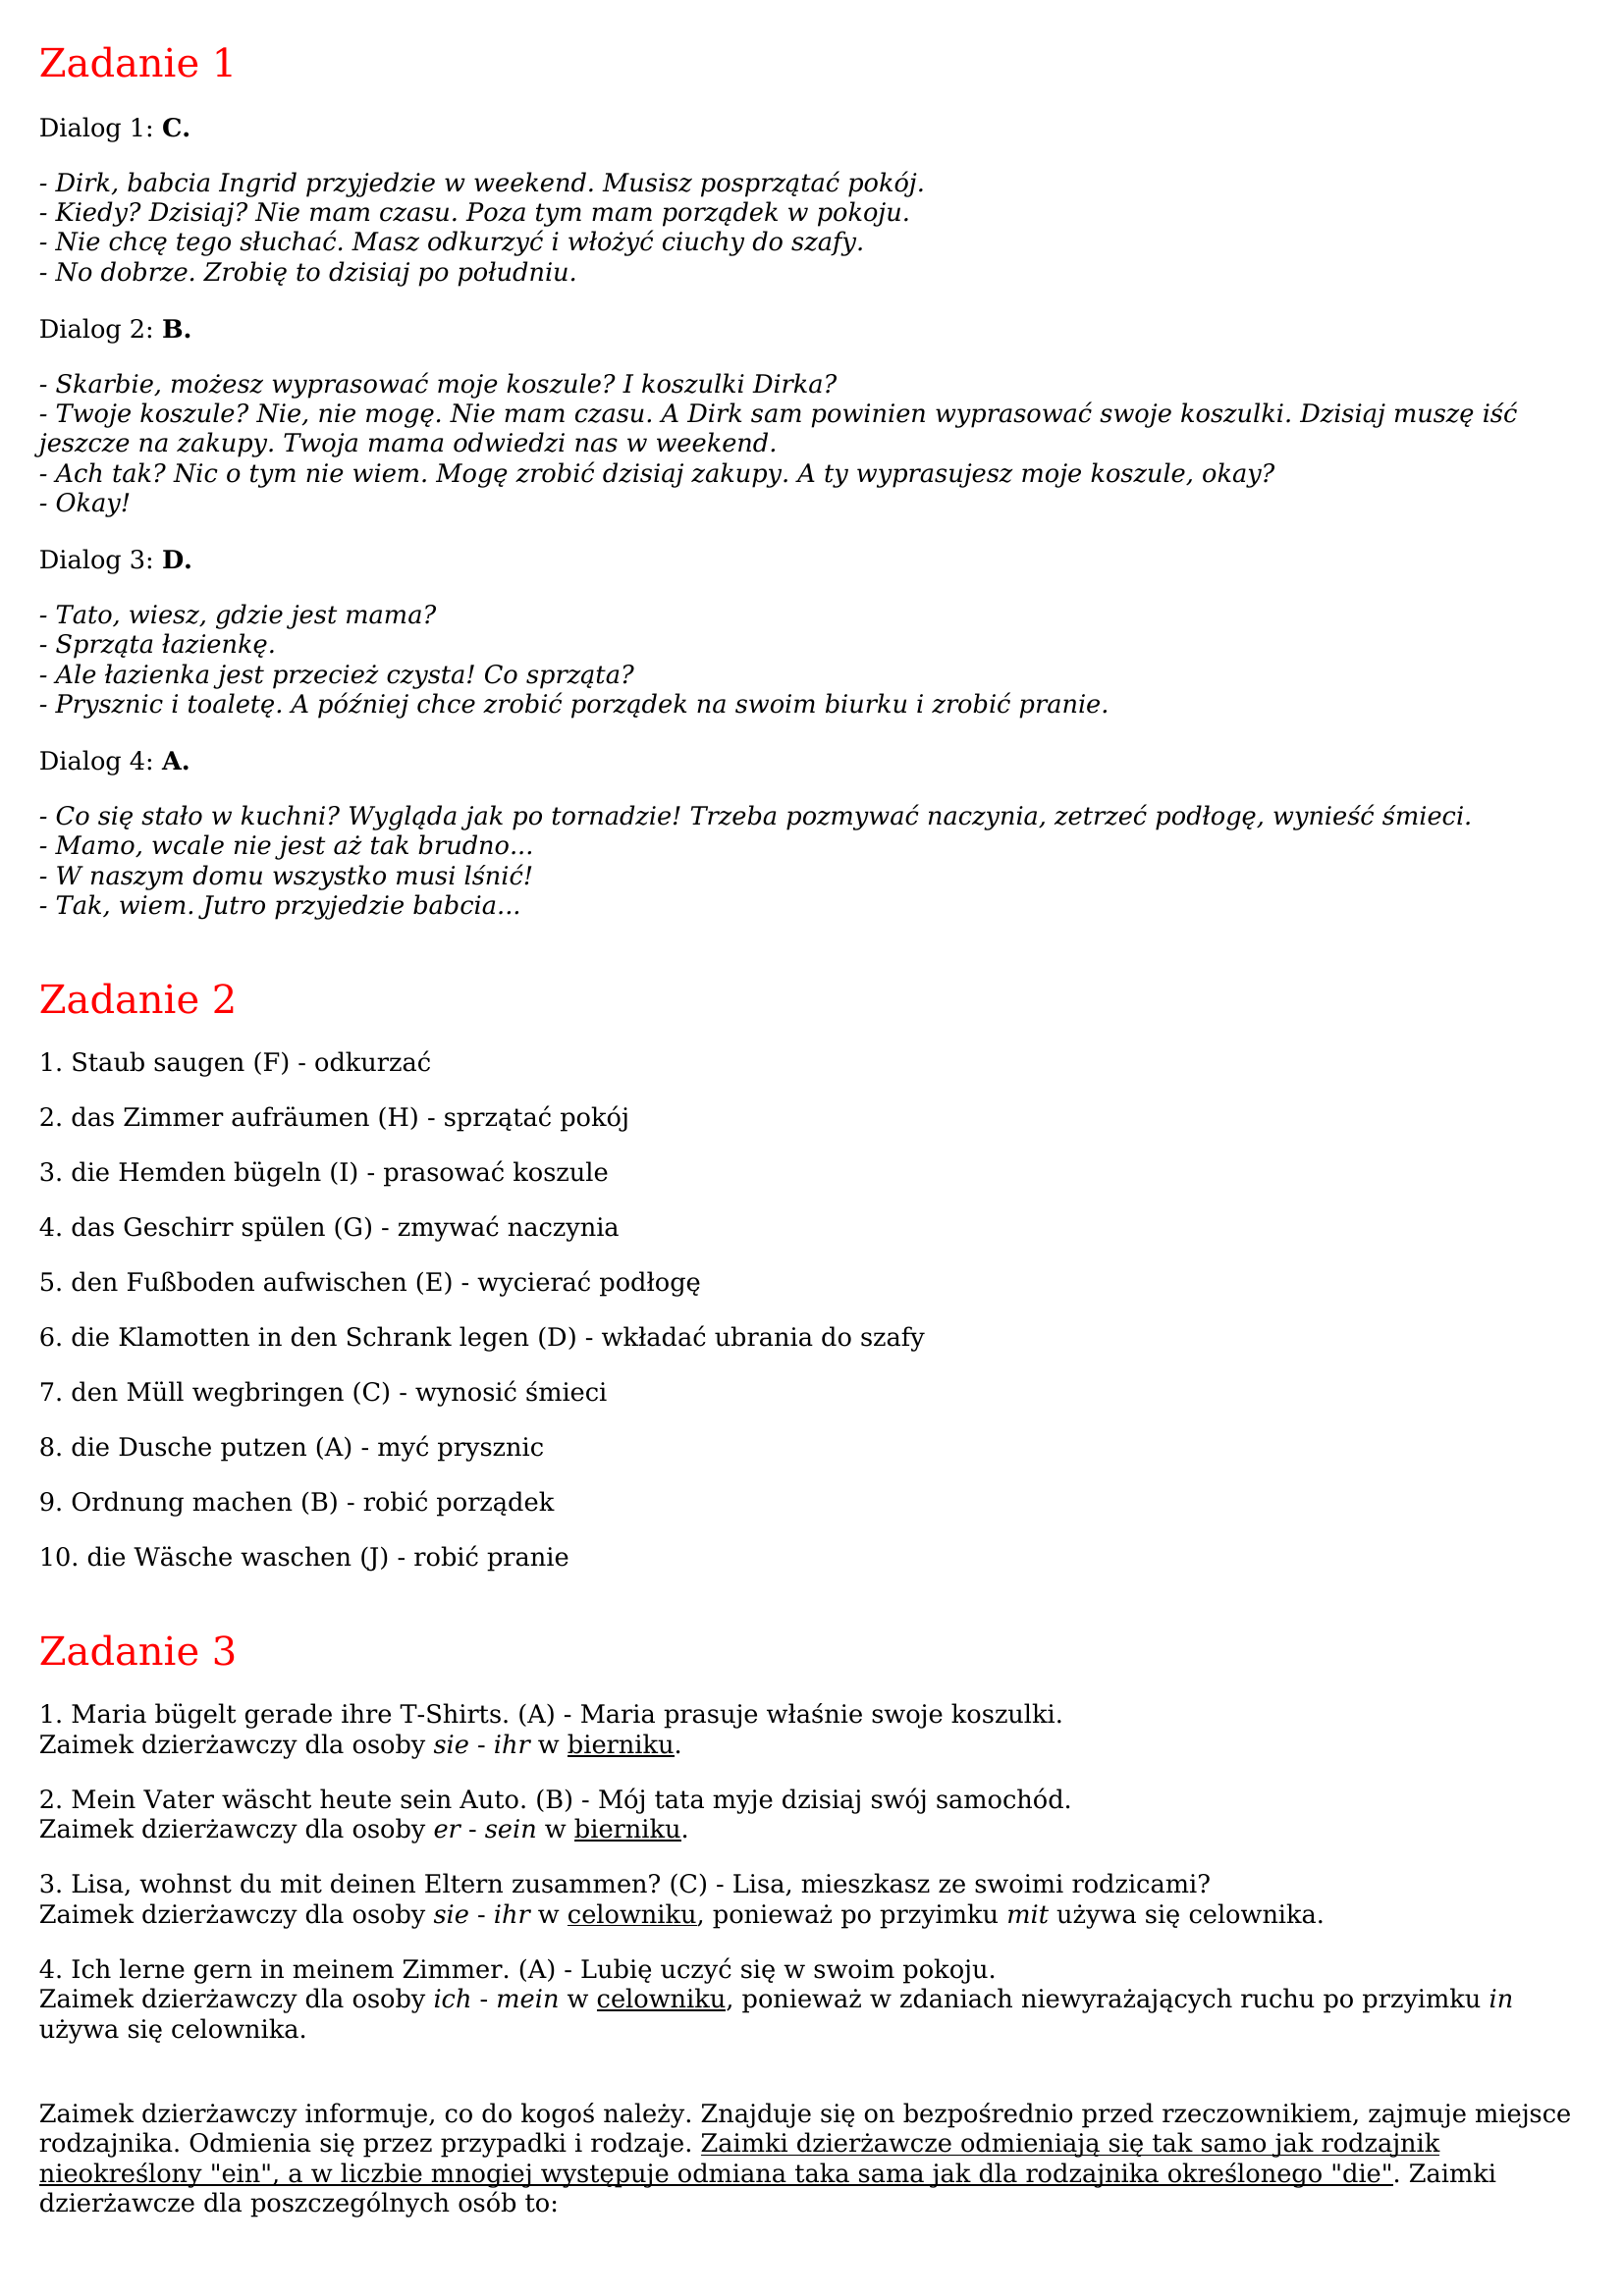 Zadanie 1
Dialog 1: C.
- Dirk, babcia Ingrid przyjedzie w weekend. Musisz posprzątać pokój.
- Kiedy? Dzisiaj? Nie mam czasu. Poza tym mam porządek w pokoju.
- Nie chcę tego słuchać. Masz odkurzyć i włożyć ciuchy do szafy.
- No dobrze. Zrobię to dzisiaj po południu.
Dialog 2: B.
- Skarbie, możesz wyprasować moje koszule? I koszulki Dirka?
- Twoje koszule? Nie, nie mogę. Nie mam czasu. A Dirk sam powinien wyprasować swoje koszulki. Dzisiaj muszę iść
jeszcze na zakupy. Twoja mama odwiedzi nas w weekend.
- Ach tak? Nic o tym nie wiem. Mogę zrobić dzisiaj zakupy. A ty wyprasujesz moje koszule, okay?
- Okay!
Dialog 3: D.
- Tato, wiesz, gdzie jest mama?
- Sprząta łazienkę.
- Ale łazienka jest przecież czysta! Co sprząta?
- Prysznic i toaletę. A później chce zrobić porządek na swoim biurku i zrobić pranie.
Dialog 4: A.
- Co się stało w kuchni? Wygląda jak po tornadzie! Trzeba pozmywać naczynia, zetrzeć podłogę, wynieść śmieci.
- Mamo, wcale nie jest aż tak brudno...
- W naszym domu wszystko musi lśnić!
- Tak, wiem. Jutro przyjedzie babcia...
Zadanie 2
1. Staub saugen (F) - odkurzać
2. das Zimmer aufräumen (H) - sprzątać pokój
3. die Hemden bügeln (I) - prasować koszule
4. das Geschirr spülen (G) - zmywać naczynia
5. den Fußboden aufwischen (E) - wycierać podłogę
6. die Klamotten in den Schrank legen (D) - wkładać ubrania do szafy
7. den Müll wegbringen (C) - wynosić śmieci
8. die Dusche putzen (A) - myć prysznic
9. Ordnung machen (B) - robić porządek
10. die Wäsche waschen (J) - robić pranie
Zadanie 3
1. Maria bügelt gerade ihre T-Shirts. (A) - Maria prasuje właśnie swoje koszulki.
Zaimek dzierżawczy dla osoby sie - ihr w bierniku.
2. Mein Vater wäscht heute sein Auto. (B) - Mój tata myje dzisiaj swój samochód.
Zaimek dzierżawczy dla osoby er - sein w bierniku.
3. Lisa, wohnst du mit deinen Eltern zusammen? (C) - Lisa, mieszkasz ze swoimi rodzicami?
Zaimek dzierżawczy dla osoby sie - ihr w celowniku, ponieważ po przyimku mit używa się celownika.
4. Ich lerne gern in meinem Zimmer. (A) - Lubię uczyć się w swoim pokoju.
Zaimek dzierżawczy dla osoby ich - mein w celowniku, ponieważ w zdaniach niewyrażających ruchu po przyimku in
używa się celownika.
Zaimek dzierżawczy informuje, co do kogoś należy. Znajduje się on bezpośrednio przed rzeczownikiem, zajmuje miejsce
rodzajnika. Odmienia się przez przypadki i rodzaje. Zaimki dzierżawcze odmieniają się tak samo jak rodzajnik
nieokreślony "ein", a w liczbie mnogiej występuje odmiana taka sama jak dla rodzajnika określonego "die". Zaimki
dzierżawcze dla poszczególnych osób to: